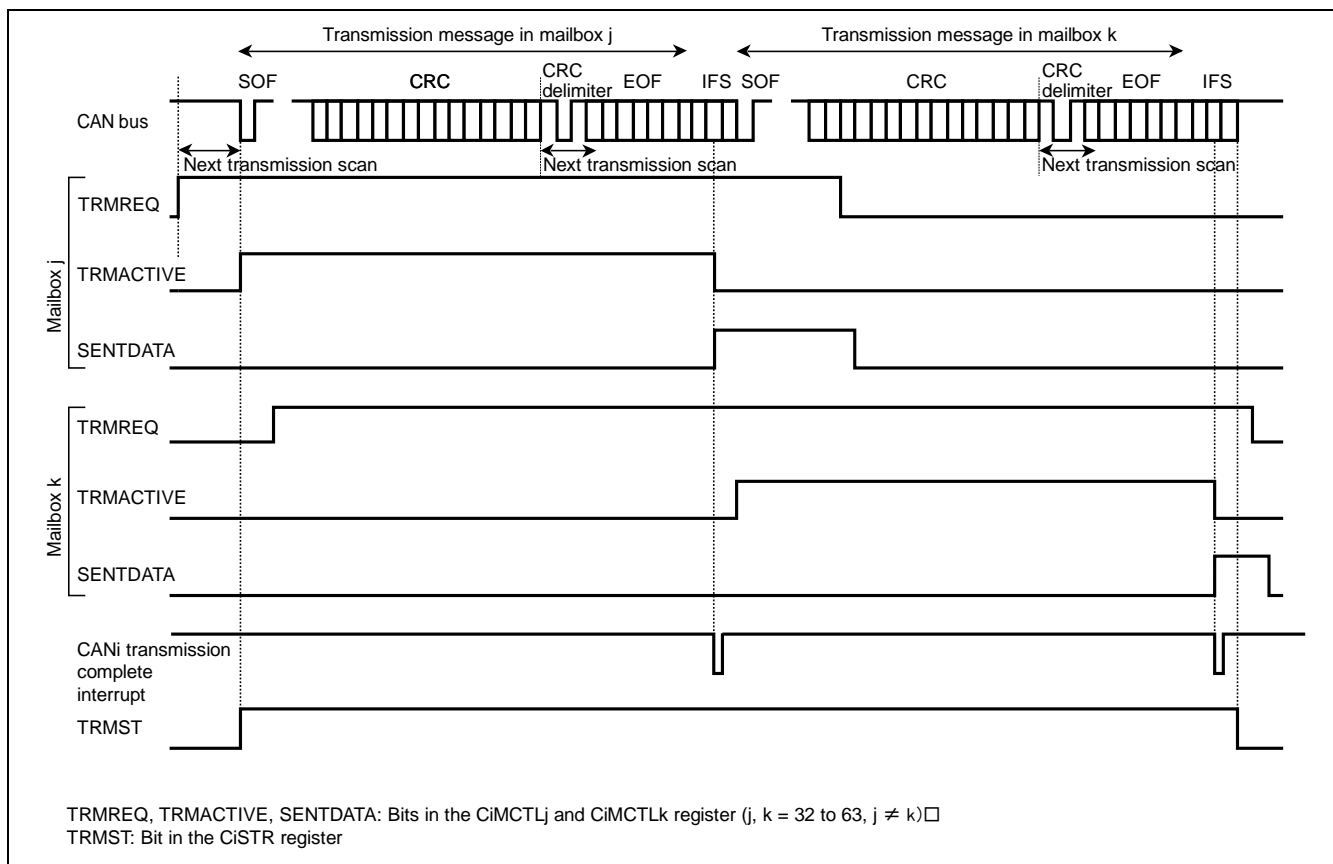 Transmission message in mailbox j
Transmission message in mailbox k
SOF
CRC
CRC
delimiter
EOF
IFS
SOF
CRC
CRC
delimiter
EOF
IFS
CAN bus
Next transmission scan
Next transmission scan
Next transmission scan
Mailbox j
TRMREQ
TRMACTIVE
SENTDATA
Mailbox k
TRMREQ
TRMACTIVE
SENTDATA
CANi transmission
complete
interrupt
TRMST
TRMREQ, TRMACTIVE, SENTDATA: Bits in the CiMCTLj and CiMCTLk register (j, k = 32 to 63, j ≠ k)□
TRMST: Bit in the CiSTR register